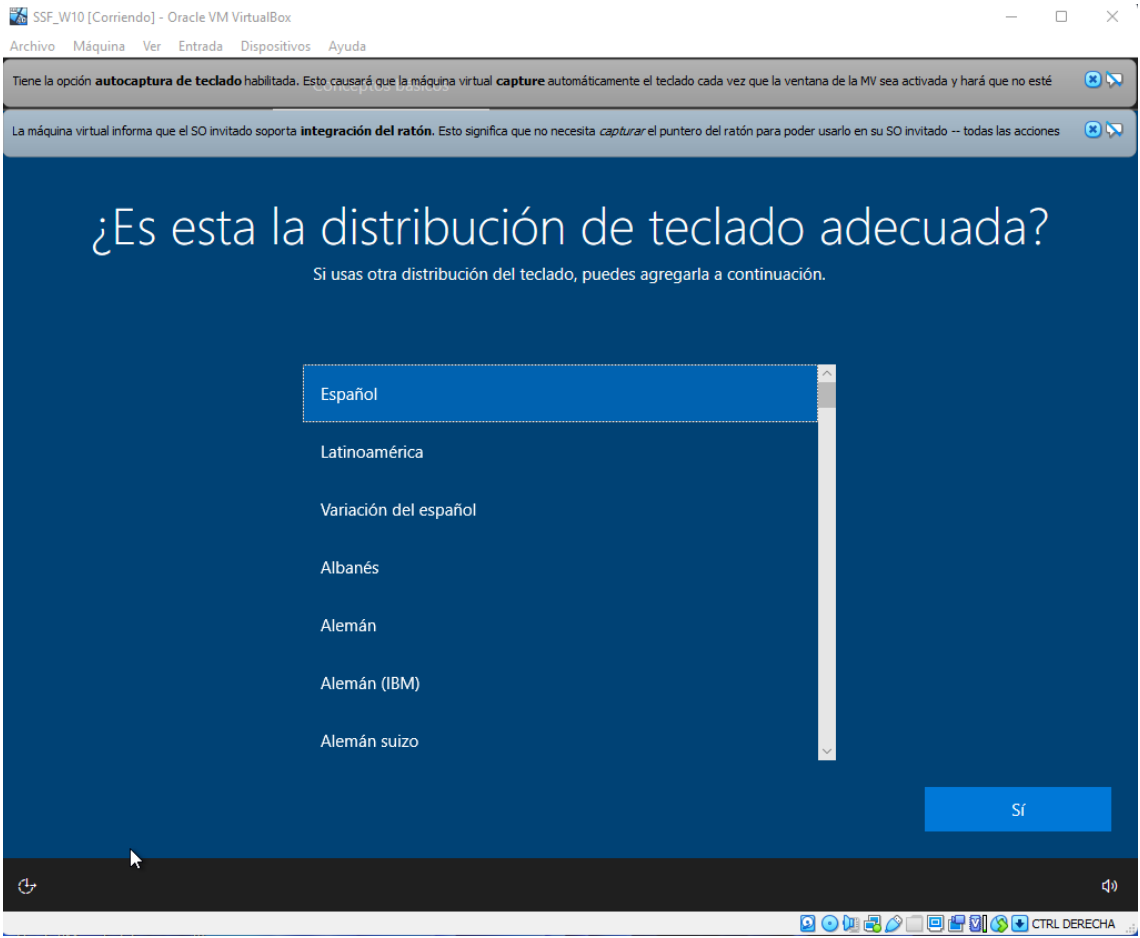 SSF_W10 [Corriendo] - Oracle VM VirtualBox
Archivo Máquina Ver Entrada Dispositivos Ayuda
Tiene la opción autocaptura de teclado habilitada. Esto causará que la máquina virtual capture automáticamente el teclado cada vez que la ventana de la MV sea activada y hará que no esté
Conceptos básicos
La máquina virtual informa que el SO invitado soporta integración del ratón. Esto significa que no necesita capturar el puntero del ratón para poder usarlo en su SO invitado -- todas las acciones
¿Es esta la distribución de teclado adecuada?
Si usas otra distribución del teclado, puedes agregarla a continuación.
Español
Latinoamérica
Variación del español
Albanés
Alemán
Alemán (IBM)
Alemán suizo
Sí
CTRL DERECHA